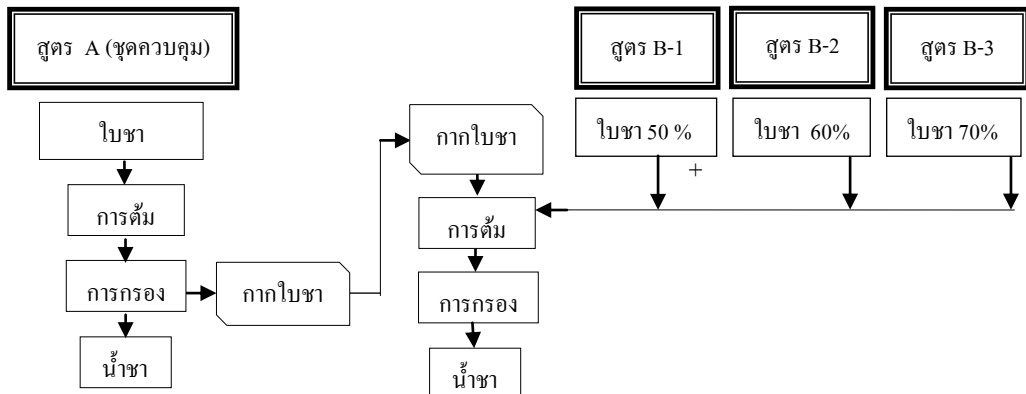 สูตร A (ชุดควบคุม)
สูตร B-1
สูตร B-2
สูตร B-3
ใบชา
กากใบชา
ใบชา 50 %
ใบชา 60%
ใบชา 70%
+
การต้ม
การต้ม
การกรอง
กากใบชา
การกรอง
น้ำชา
น้ำชา